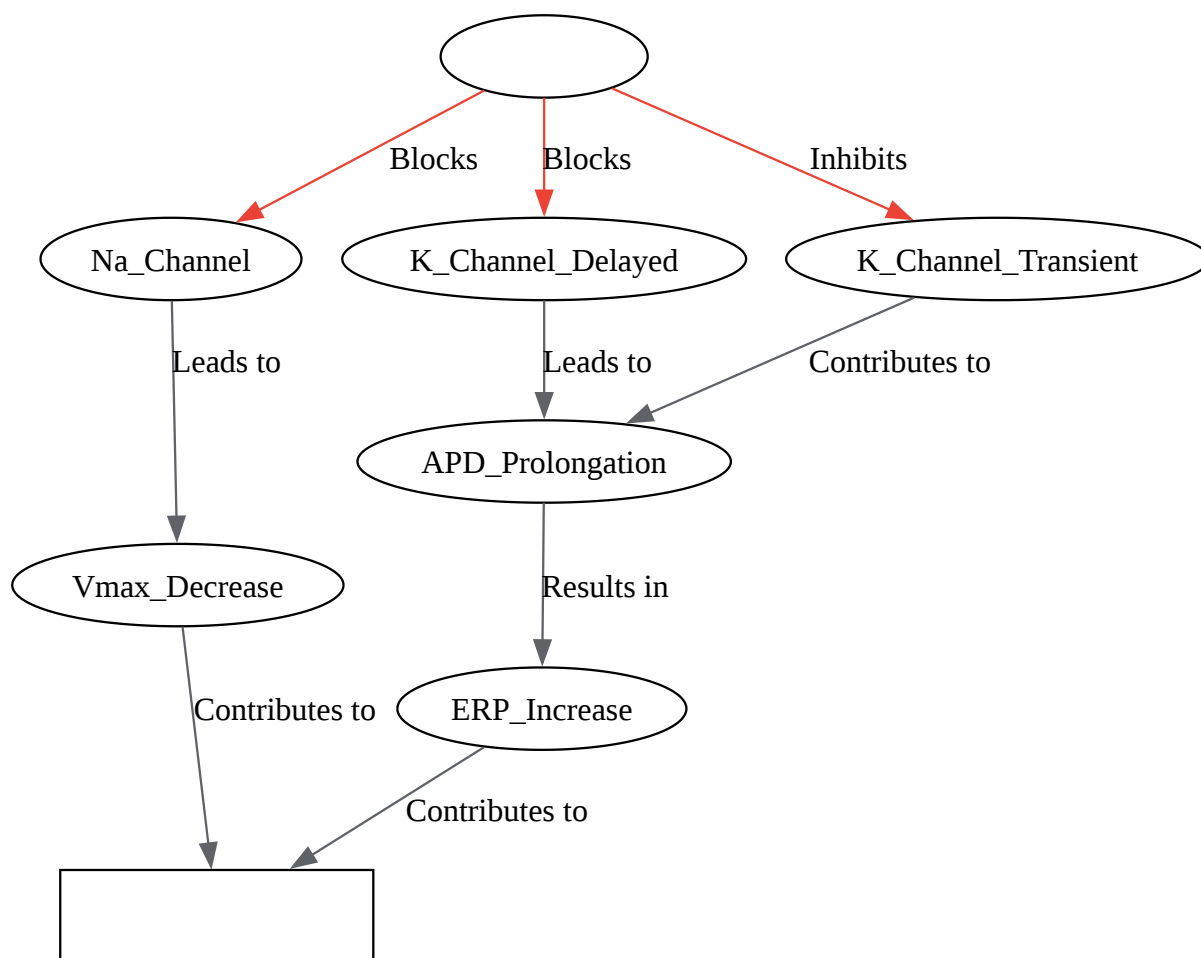 Blocks
Blocks
Inhibits
Na_Channel
K_Channel_Delayed
K_Channel_Transient
Leads to
Leads to
Contributes to
APD_Prolongation
Vmax_Decrease
Results in
Contributes to
ERP_Increase
Contributes to